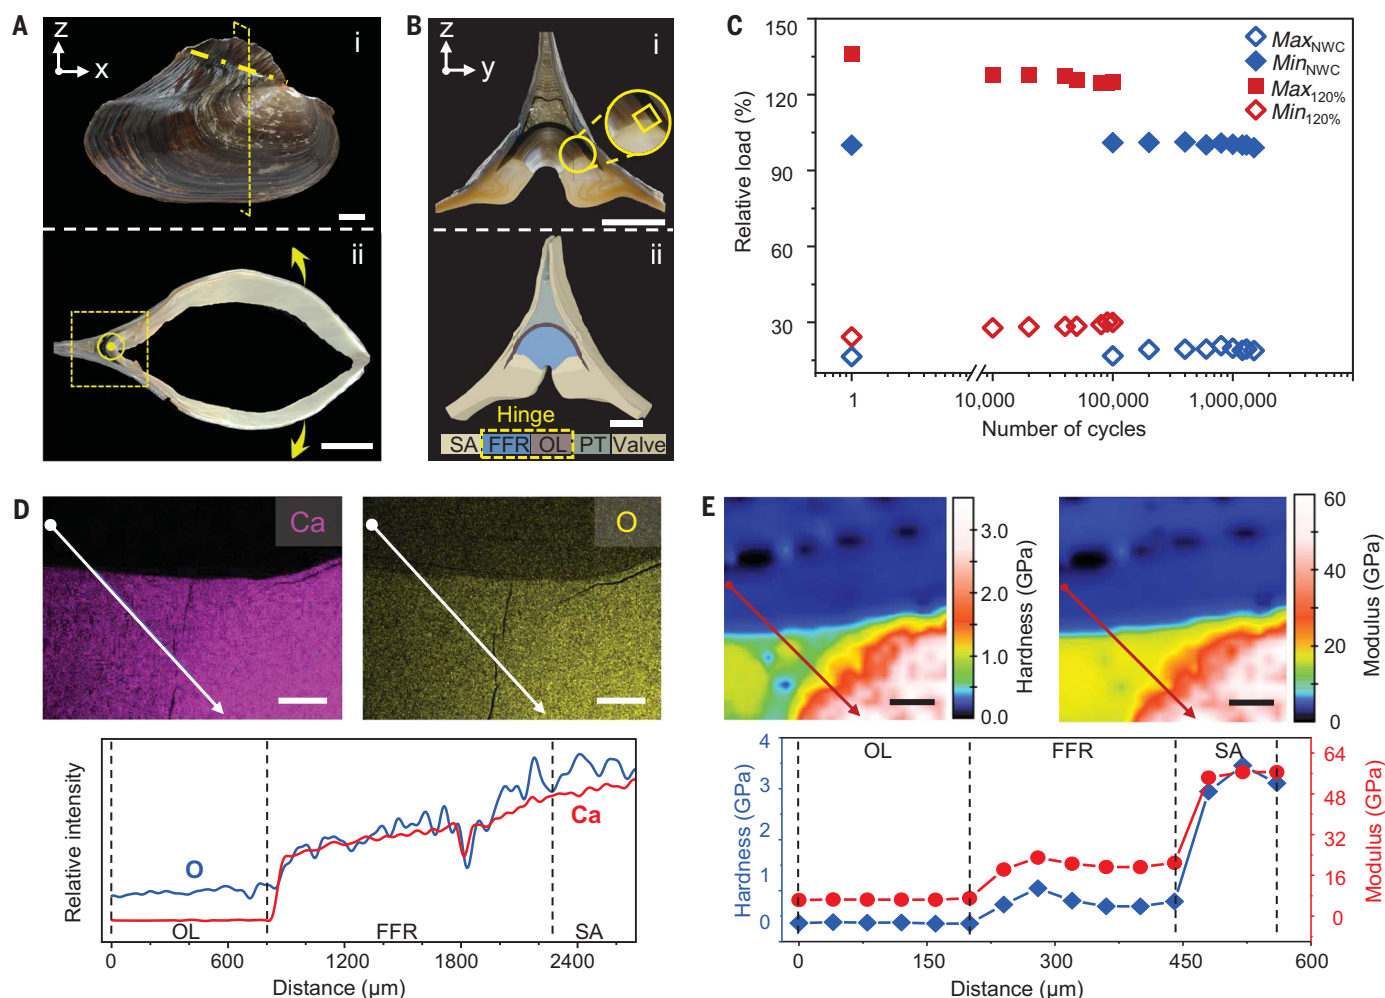 A
z
x
i
ii
B
z
y
i
ii
Hinge
SA FFR OL PT Valve
C
150
120
90
60
30
Relative load (%)
1 10,000 100,000 1,000,000
Number of cycles
MaxNWC
MinNWC
Max120%
Min120%
D
Ca
O
Relative intensity
O
Ca
OL FFR SA
0 600 1200 1800 2400
Distance (µm)
E
3.0
2.0
1.0
0.0
Hardness (GPa)
60
40
20
0
Modulus (GPa)
4
3
2
1
0
Hardness (GPa)
OL FFR SA
64
48
32
16
0
Modulus (GPa)
0 150 300 450 600
Distance (µm)